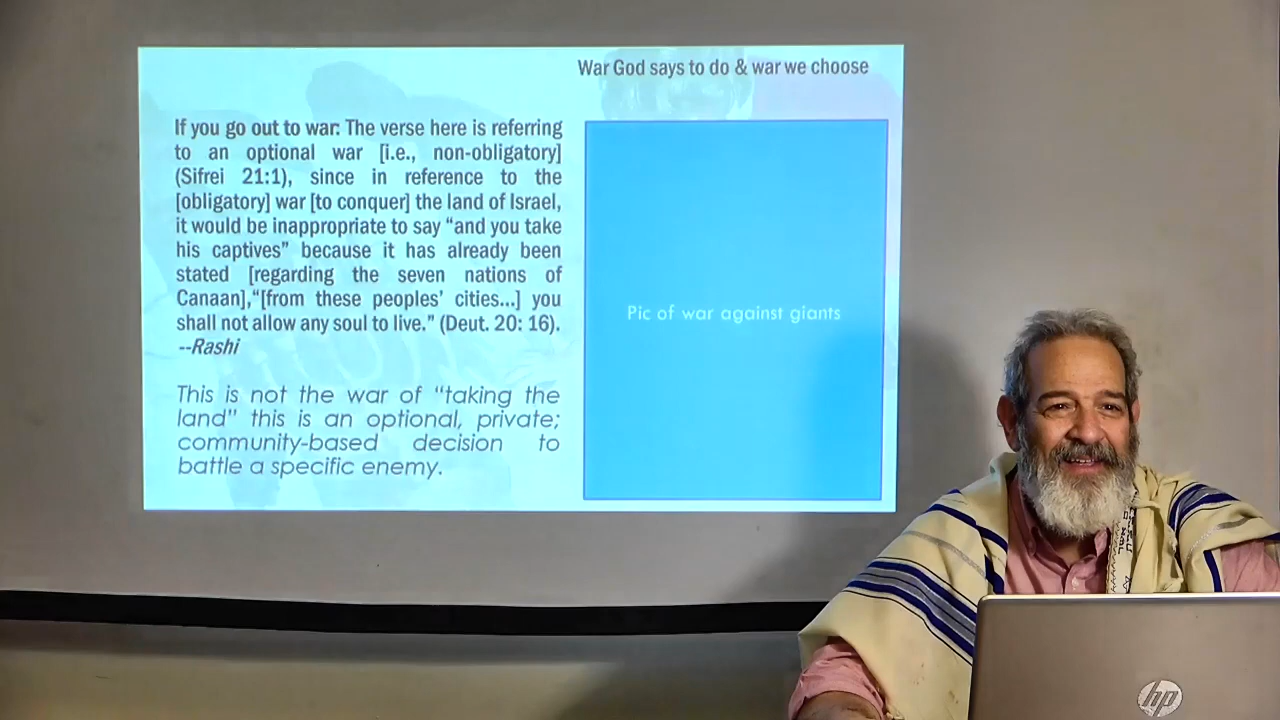 War God says to do & war we choose
If you go out to war: The verse here is referring
to an optional war [i.e., non-obligatory]
(Sifrei 21:1), since in reference to the
[obligatory] war [to conquer] the land of Israel,
it would be inappropriate to say “and you take
his captives” because it has already been
stated [regarding the seven nations of
Canaan],“[from these peoples’ cities...] you
shall not allow any soul to live.” (Deut. 20: 16).
--Rashi
This is not the war of “taking the
land” this is an optional, private;
community-based decision to
battle a specific enemy.
Pic of war against giants
hp